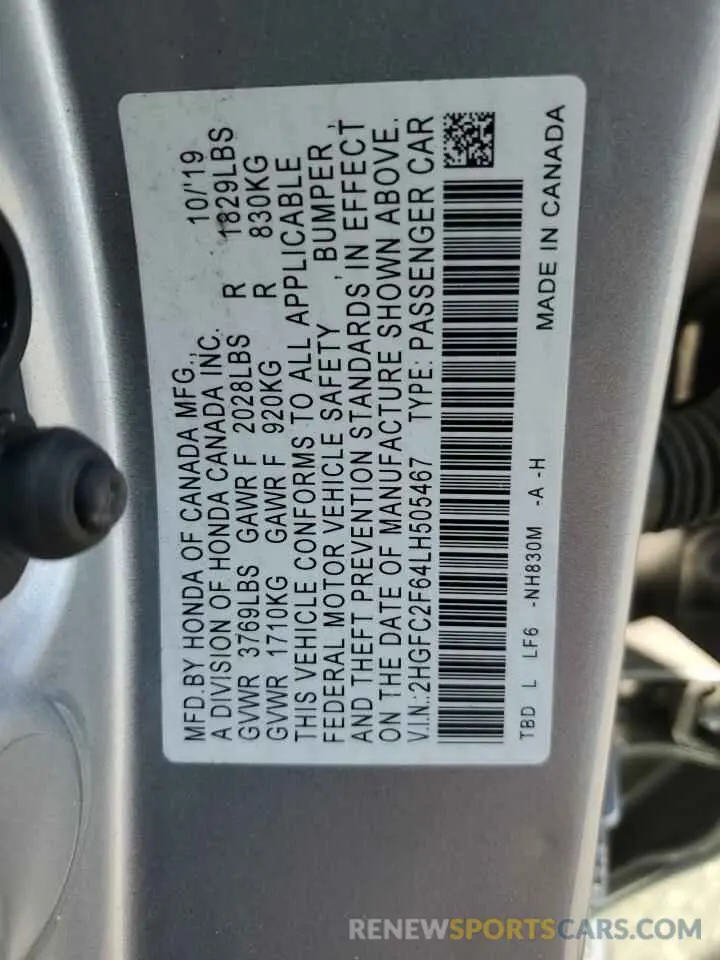 MFD.BY HONDA OF CANADA MFG., 10/'19
A DIVISION OF HONDA CANADA INC.
GVWR 3769LBS GAWR F 2028LBS R 1829LBS
GVWR 1710KG GAWR F 920KG R 830KG
THIS VEHICLE CONFORMS TO ALL APPLICABLE
FEDERAL MOTOR VEHICLE SAFETY , BUMPER ,
AND THEFT PREVENTION STANDARDS IN EFFECT
ON THE DATE OF MANUFACTURE SHOWN ABOVE.
V.I.N.:2HGFC2F64LH505467 TYPE: PASSENGER CAR
TBD L LF6 -NH830M -A -H MADE IN CANADA
RENEWSPORTSCARS.COM